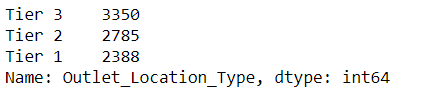 Tier 3    3350
Tier 2    2785
Tier 1    2388
Name: Outlet_Location_Type, dtype: int64